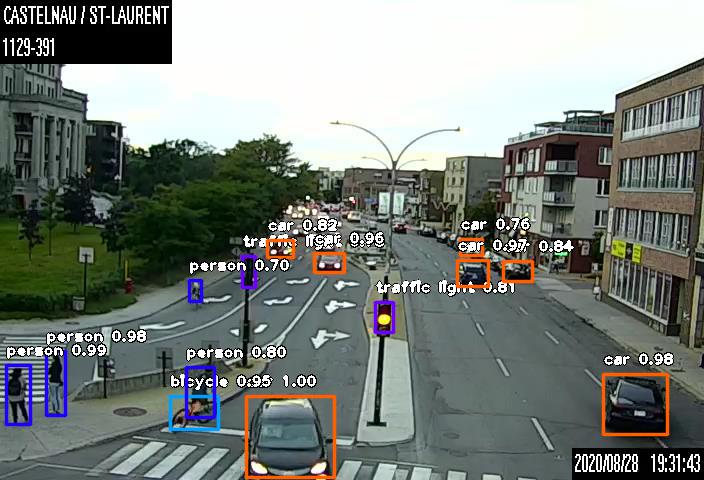 CASTELNAU / ST-LAURENT
1129-391
car 0.82
traffic light
car 0.96
car 0.76
car 0.97
0.84
person 0.70
traffic light 0.81
person 0.98
person 0.99
person 0.80
car 0.98
bicycle 0.95
1.00
2020/08/28 19:31:43